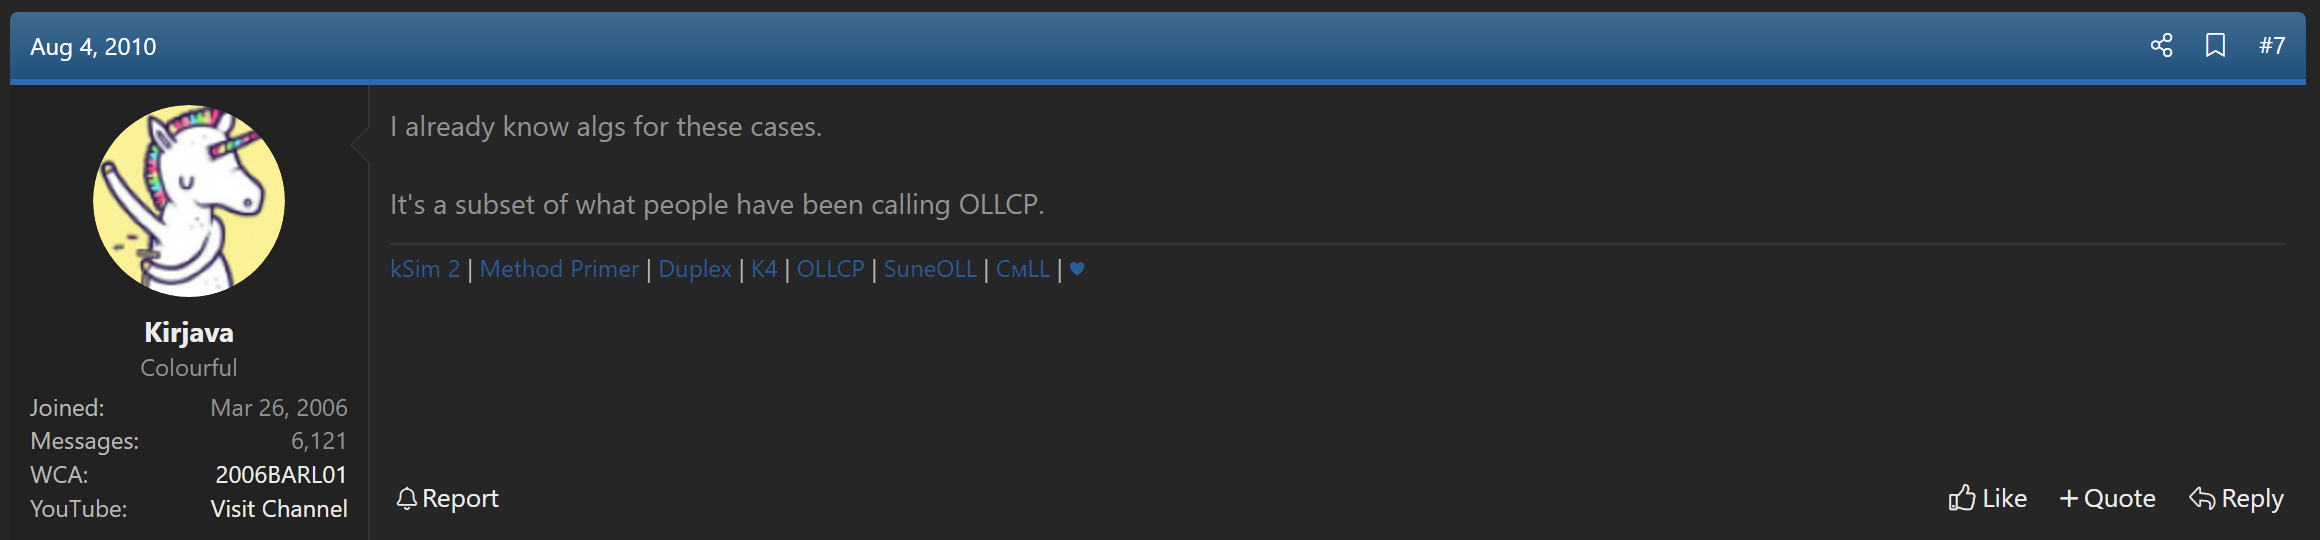 Aug 4, 2010 #7
I already know algs for these cases.
It's a subset of what people have been calling OLLCP.
kSim 2 | Method Primer | Duplex | K4 | OLLCP | SuneOLL | CᴍLL | ♥
Kirjava
Colourful
Joined: Mar 26, 2006
Messages: 6,121
WCA: 2006BARL01
YouTube: Visit Channel
Report Like + Quote Reply